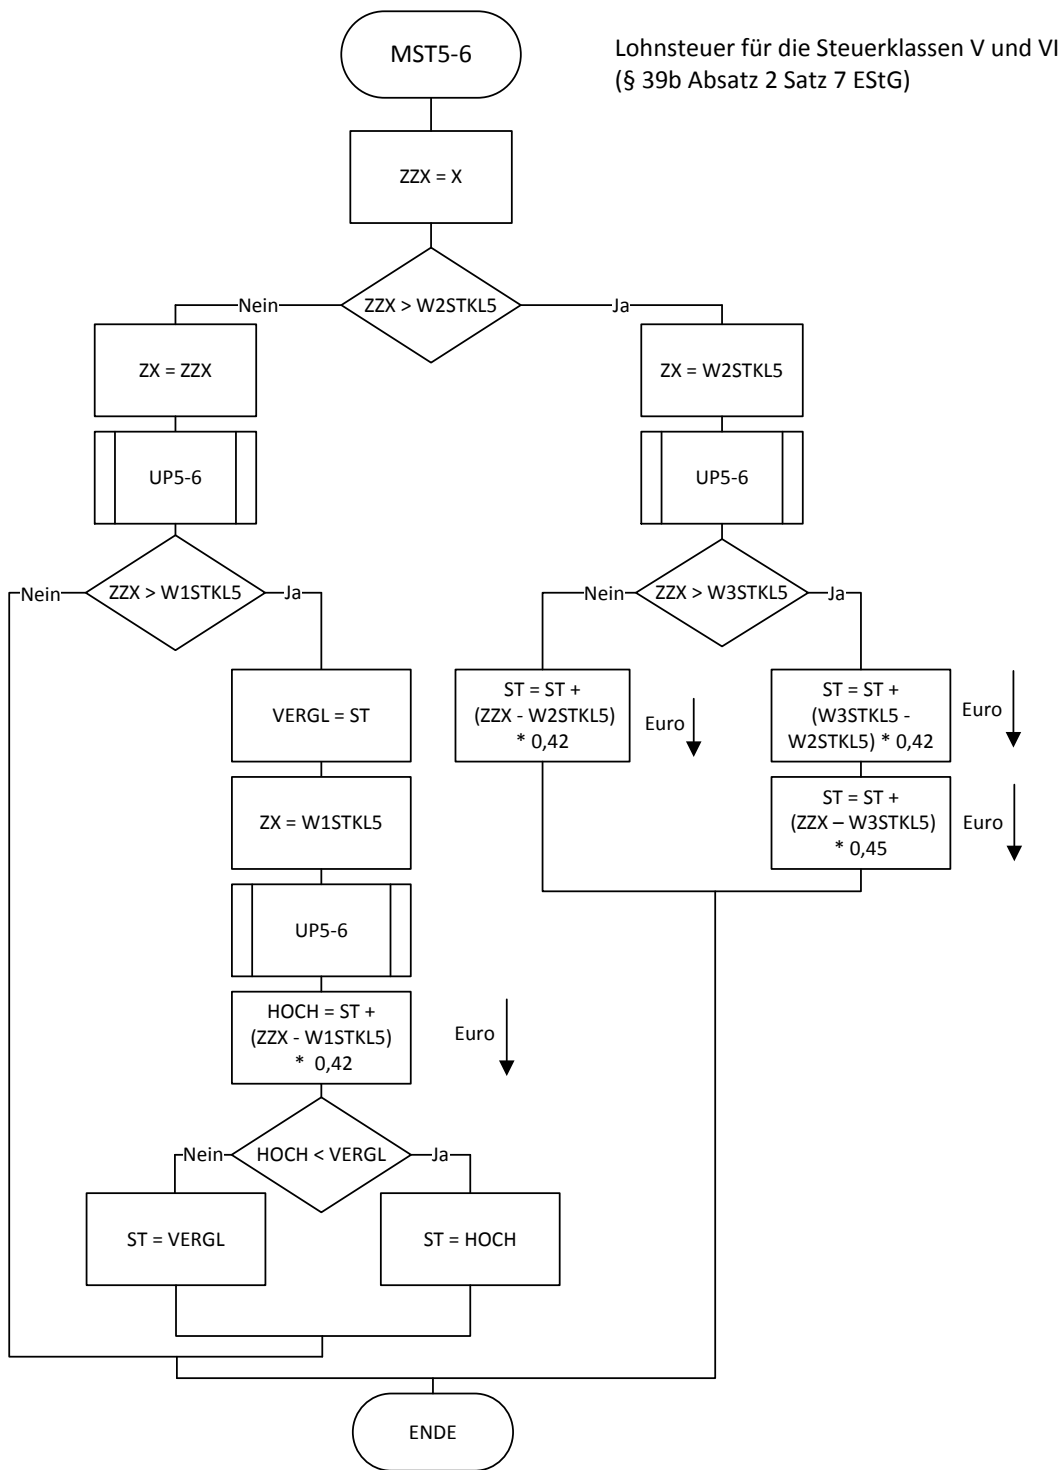 MST5-6
Lohnsteuer für die Steuerklassen V und VI
(§ 39b Absatz 2 Satz 7 EStG)
ZZX = X
Nein
ZZX > W2STKL5
Ja
ZX = ZZX
ZX = W2STKL5
UP5-6
UP5-6
Nein
ZZX > W1STKL5
Ja
Nein
ZZX > W3STKL5
Ja
VERGL = ST
ST = ST +
(ZZX - W2STKL5)
* 0,42
Euro
ST = ST +
(W3STKL5 -
W2STKL5) * 0,42
Euro
ZX = W1STKL5
ST = ST +
(ZZX – W3STKL5)
* 0,45
Euro
UP5-6
HOCH = ST +
(ZZX - W1STKL5)
* 0,42
Euro
Nein
HOCH < VERGL
Ja
ST = VERGL
ST = HOCH
ENDE